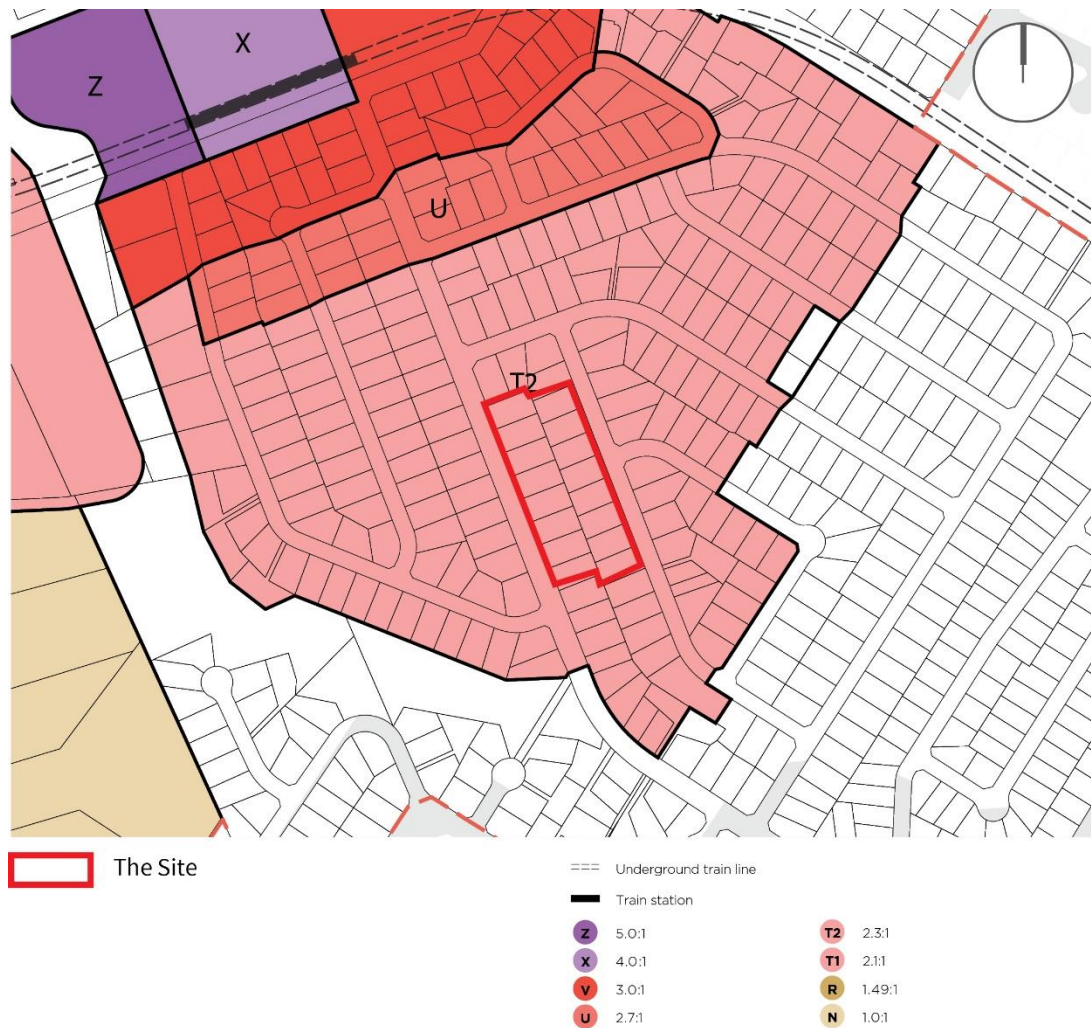 X
Z
U
T2
The Site
Underground train line
Train station
Z 5.0:1
X 4.0:1
V 3.0:1
U 2.7:1
T2 2.3:1
T1 2.1:1
R 1.49:1
N 1.0:1